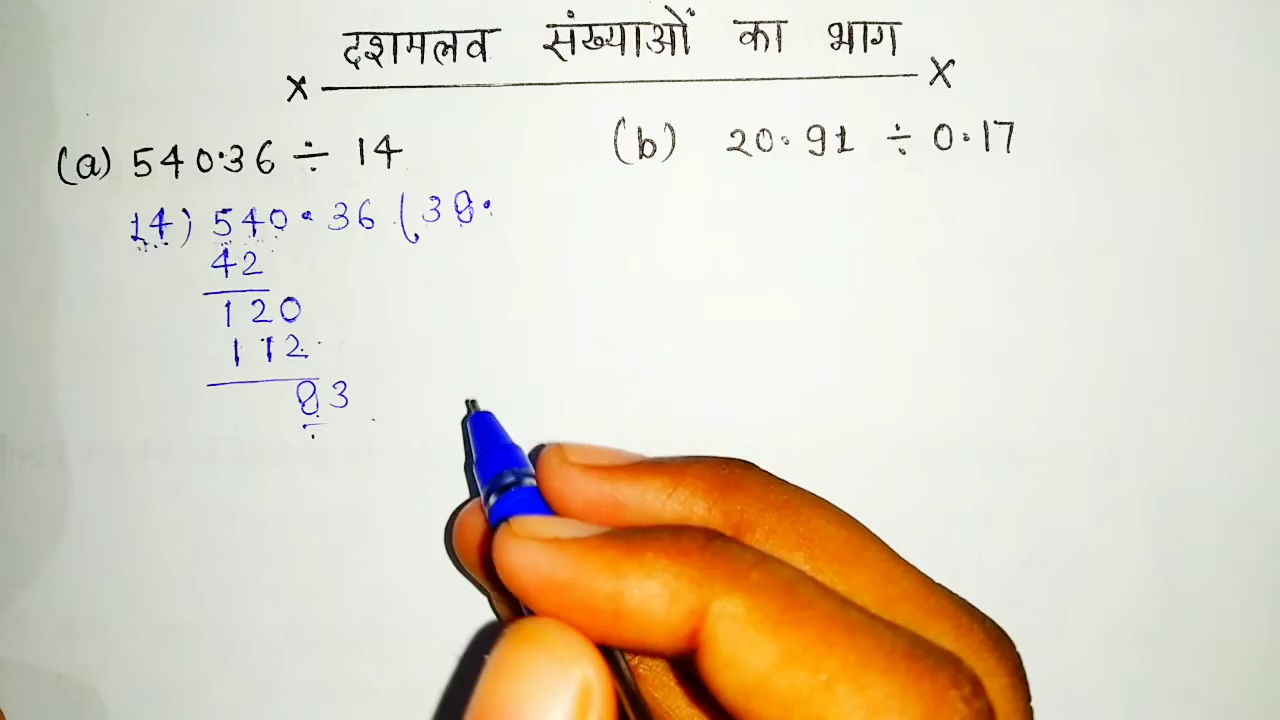 दशमलव संख्याओं का भाग
x x
(a) 540.36 ÷ 14
14) 540.36 (38.
42
120
112
83
(b) 20.91 ÷ 0.17